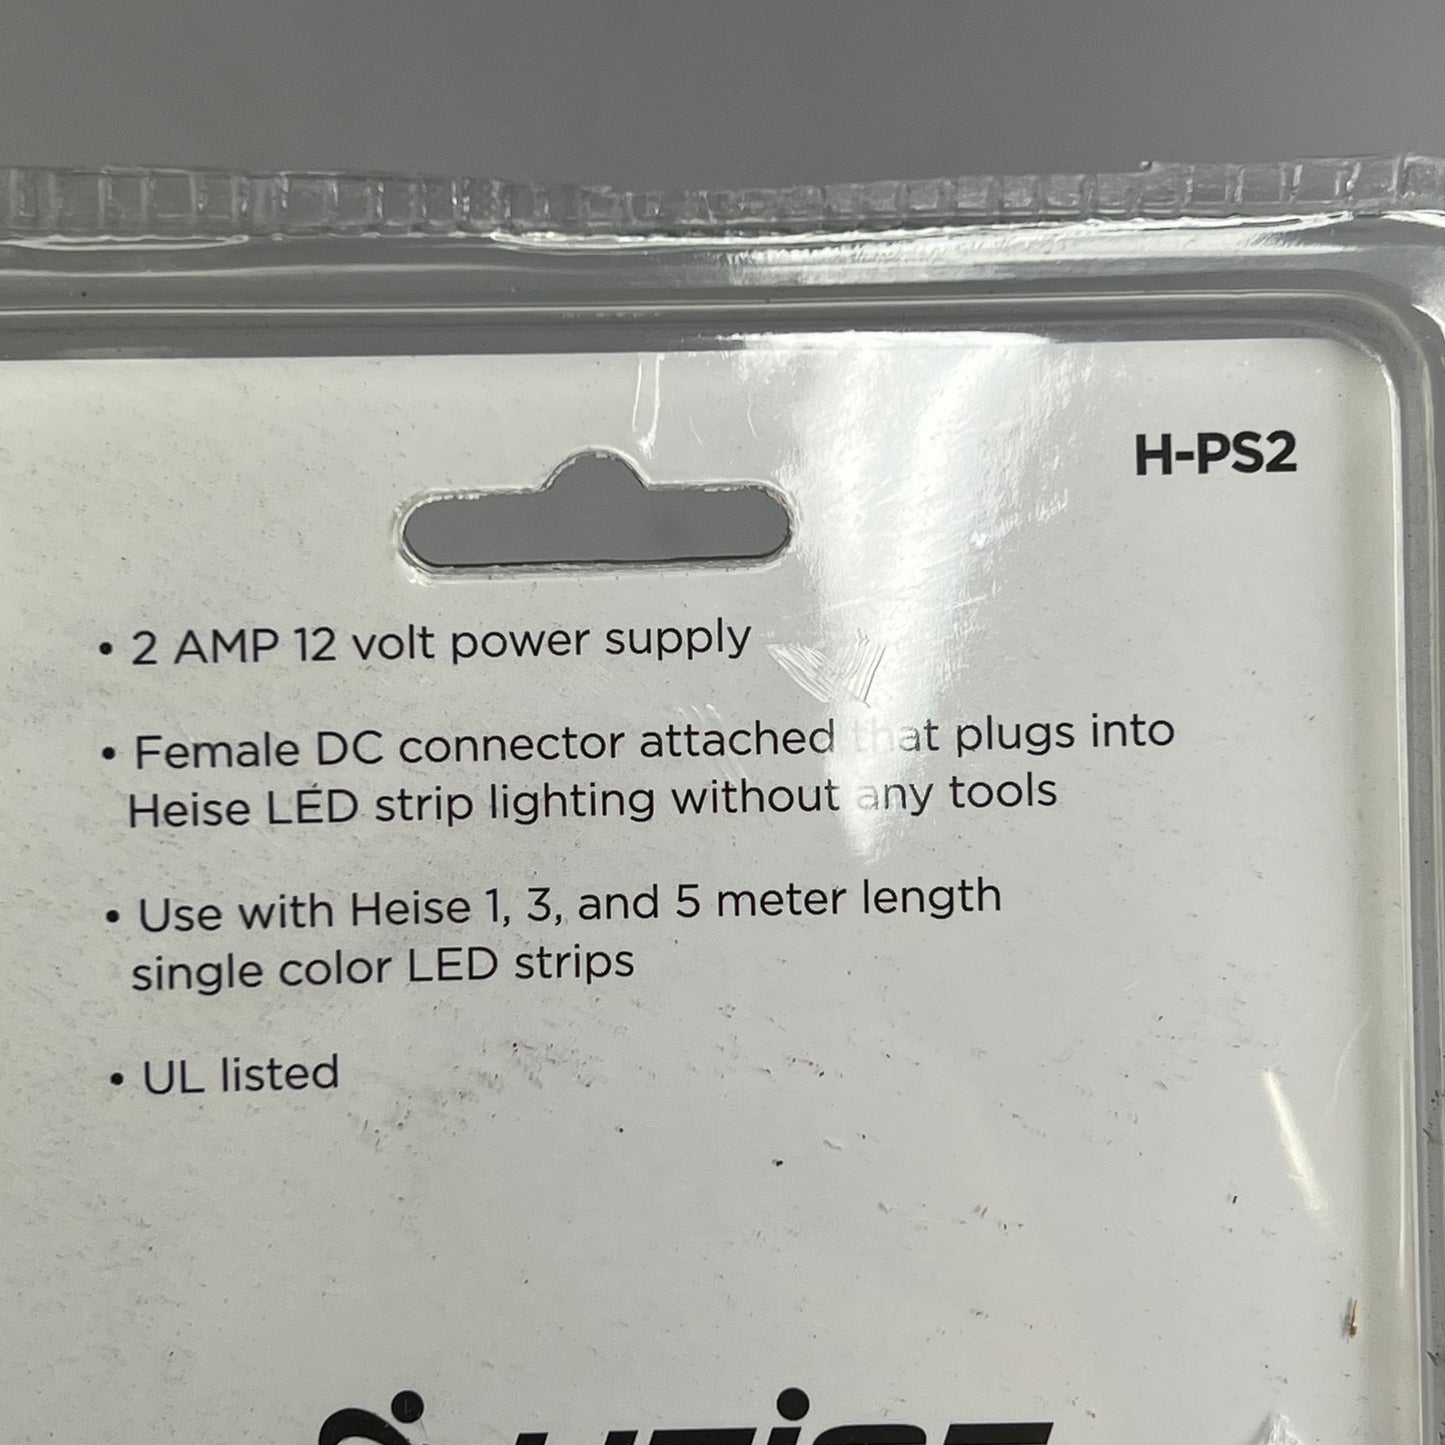 H-PS2
• 2 AMP 12 volt power supply
• Female DC connector attached that plugs into
Heise LED strip lighting without any tools
• Use with Heise 1, 3, and 5 meter length
single color LED strips
• UL listed